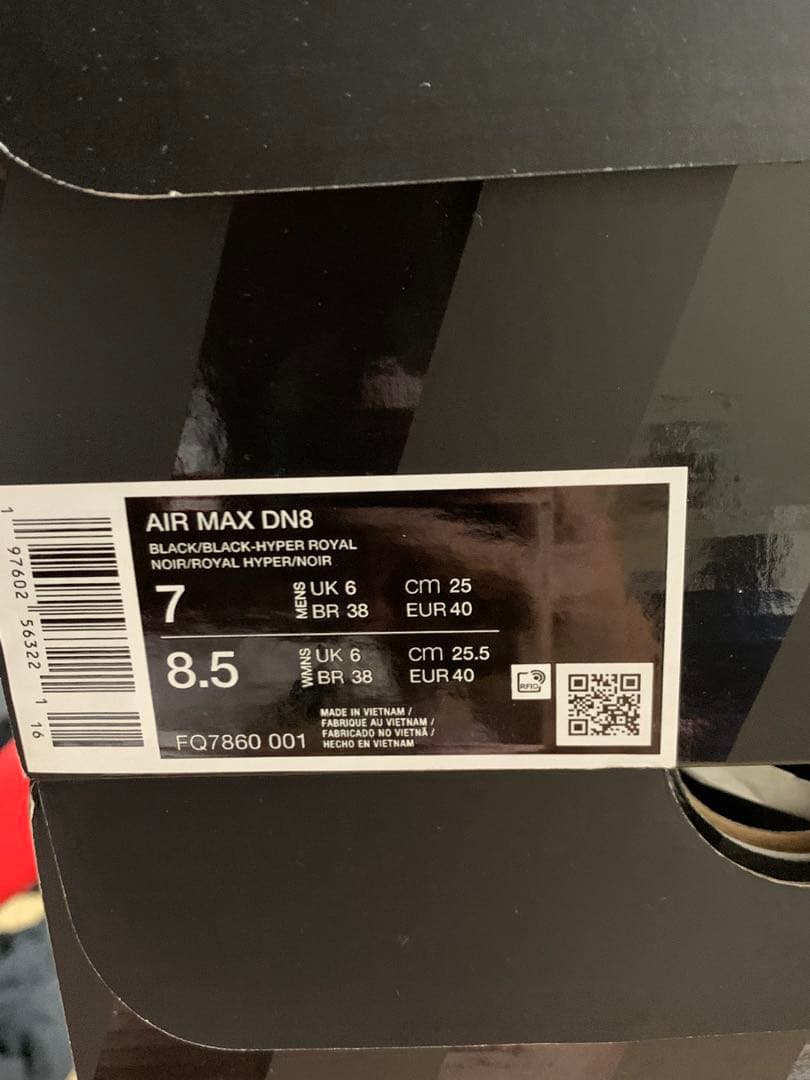 AIR MAX DN8
BLACK/BLACK-HYPER ROYAL
NOIR/ROYAL HYPER/NOIR
7 MENS UK 6 cm 25
BR 38 EUR 40
8.5 WMNS UK 6 cm 25.5
BR 38 EUR 40
RFID
FQ7860 001
MADE IN VIETNAM /
FABRIQUE AU VIETNAM /
FABRICADO NO VIETNÃ /
HECHO EN VIETNAM
1 97602 56322 1 16